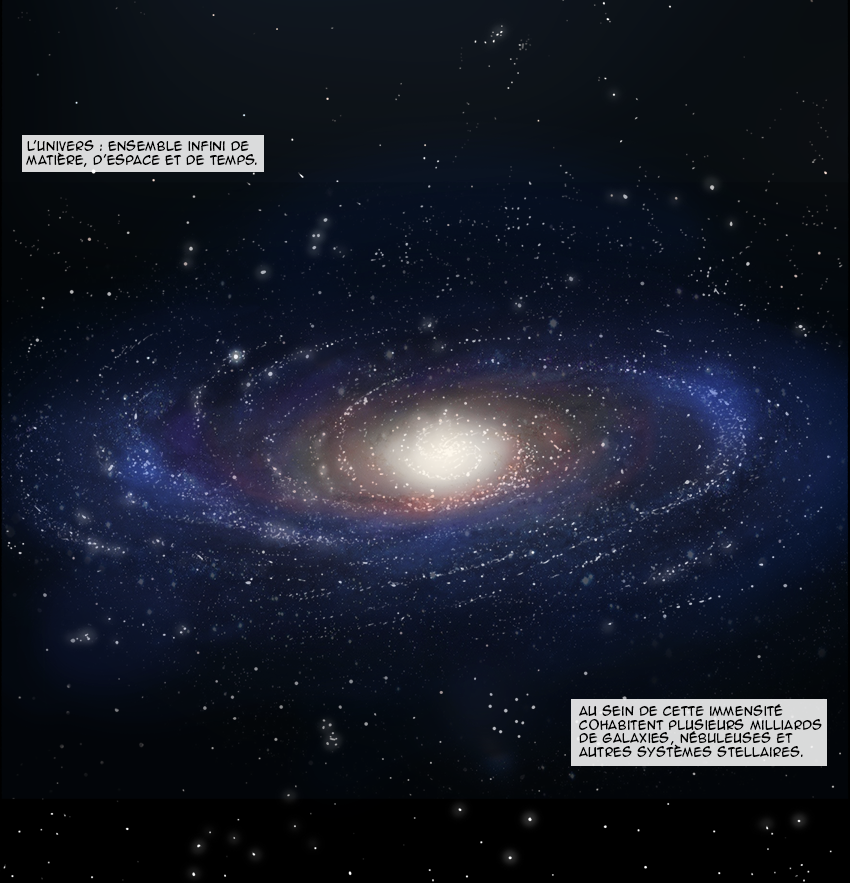 L'UNIVERS : ENSEMBLE INFINI DE
MATIÈRE, D'ESPACE ET DE TEMPS.
AU SEIN DE CETTE IMMENSITÉ
COHABITENT PLUSIEURS MILLIARDS
DE GALAXIES, NÉBULEUSES ET
AUTRES SYSTÈMES STELLAIRES.